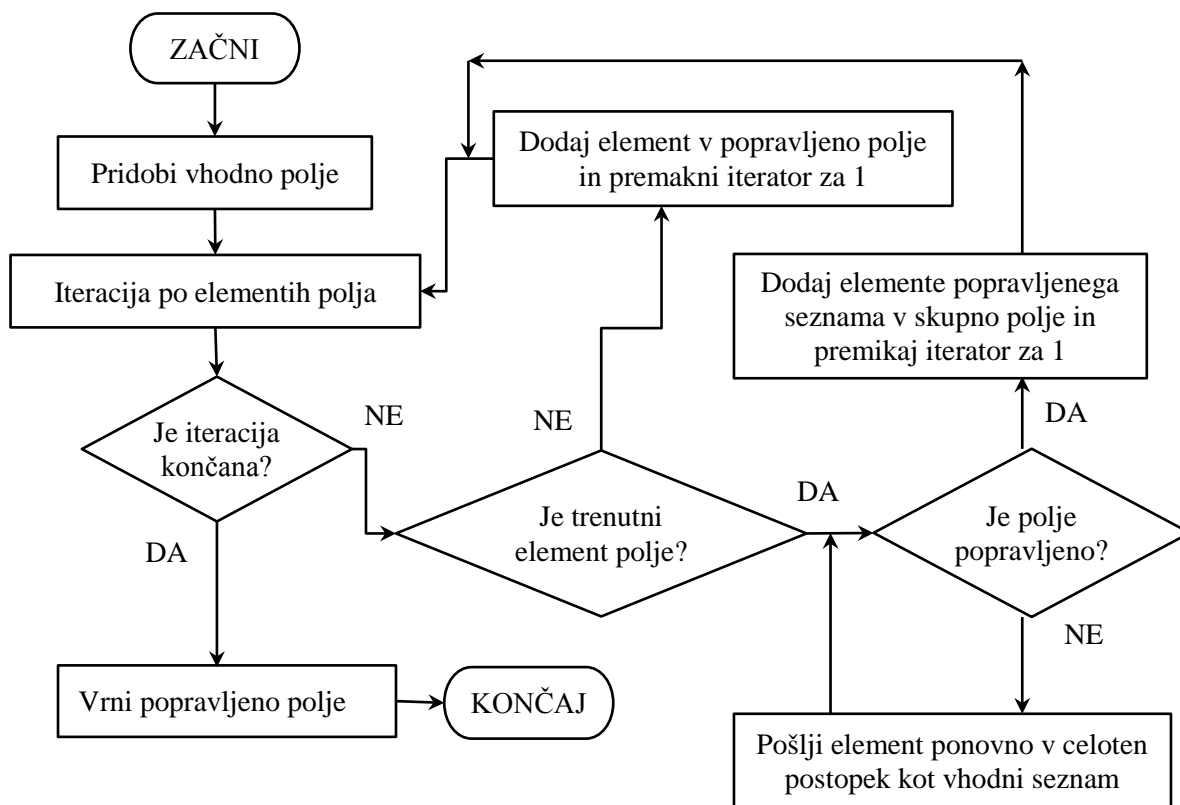 ZAČNI
Pridobi vhodno polje
Iteracija po elementih polja
Je iteracija
končana?
NE
DA
Vrni popravljeno polje
KONČAJ
Je trenutni
element polje?
NE
DA
Dodaj element v popravljeno polje
in premakni iterator za 1
Je polje
popravljeno?
DA
NE
Dodaj elemente popravljenega
seznama v skupno polje in
premikaj iterator za 1
Pošlji element ponovno v celoten
postopek kot vhodni seznam